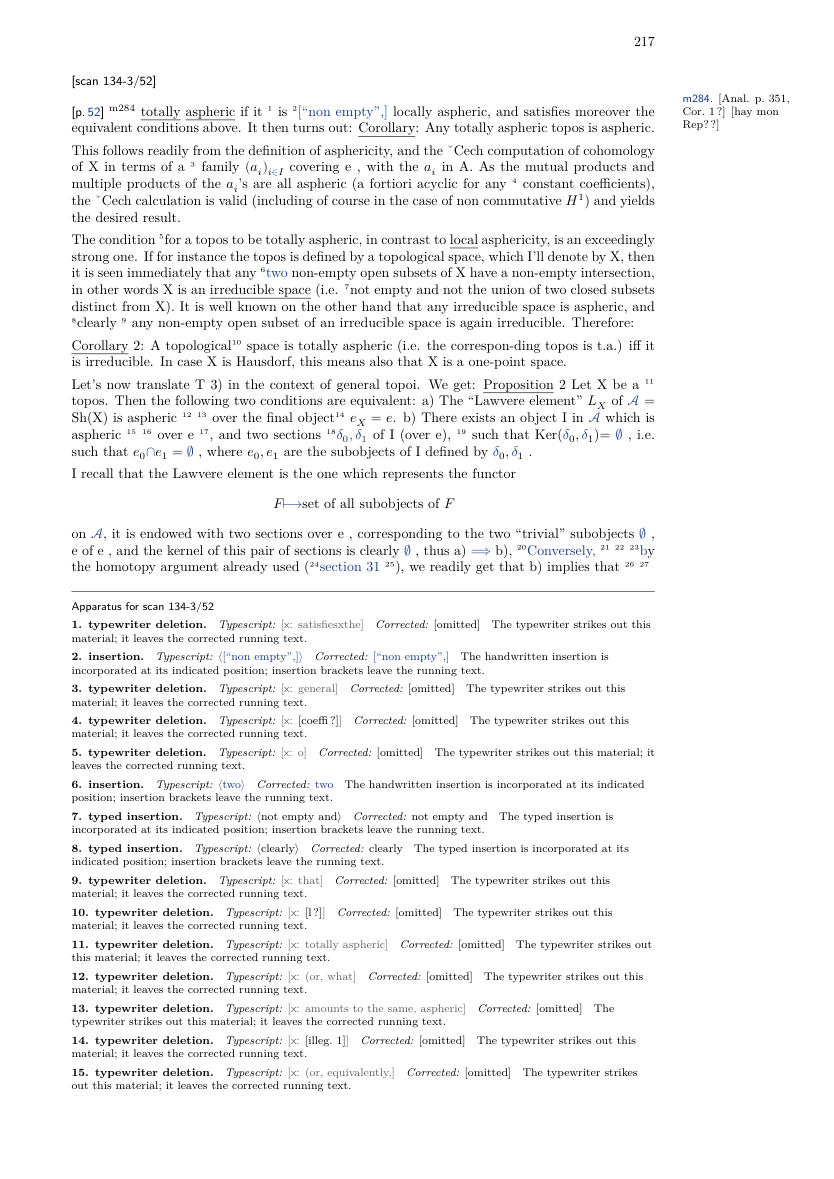 217
[scan 134-3/52]
[p. 52] m284 totally aspheric if it 1 is 2[“non empty”,] locally aspheric, and satisfies moreover the
equivalent conditions above. It then turns out: Corollary: Any totally aspheric topos is aspheric.
m284. [Anal. p. 351,
Cor. 1?] [hay mon
Rep??]
This follows readily from the definition of asphericity, and the ˇCech computation of cohomology
of X in terms of a 3 family (a_i)_{i∈I} covering e , with the a_i in A. As the mutual products and
multiple products of the a_i’s are all aspheric (a fortiori acyclic for any 4 constant coefficients),
the ˇCech calculation is valid (including of course in the case of non commutative H^1) and yields
the desired result.
The condition 5for a topos to be totally aspheric, in contrast to local asphericity, is an exceedingly
strong one. If for instance the topos is defined by a topological space, which I’ll denote by X, then
it is seen immediately that any 6two non-empty open subsets of X have a non-empty intersection,
in other words X is an irreducible space (i.e. 7not empty and not the union of two closed subsets
distinct from X). It is well known on the other hand that any irreducible space is aspheric, and
8clearly 9 any non-empty open subset of an irreducible space is again irreducible. Therefore:
Corollary 2: A topological10 space is totally aspheric (i.e. the correspon-ding topos is t.a.) iff it
is irreducible. In case X is Hausdorf, this means also that X is a one-point space.
Let’s now translate T 3) in the context of general topoi. We get: Proposition 2 Let X be a 11
topos. Then the following two conditions are equivalent: a) The “Lawvere element” L_X of 𝒜 =
Sh(X) is aspheric 12 13 over the final object14 e_X = e. b) There exists an object I in 𝒜 which is
aspheric 15 16 over e 17, and two sections 18δ_0, δ_1 of I (over e), 19 such that Ker(δ_0, δ_1)= ∅ , i.e.
such that e_0∩e_1 = ∅ , where e_0, e_1 are the subobjects of I defined by δ_0, δ_1 .
I recall that the Lawvere element is the one which represents the functor
F⟼set of all subobjects of F
on 𝒜, it is endowed with two sections over e , corresponding to the two “trivial” subobjects ∅ ,
e of e , and the kernel of this pair of sections is clearly ∅ , thus a) ⟹ b), 20Conversely, 21 22 23by
the homotopy argument already used (24section 31 25), we readily get that b) implies that 26 27
Apparatus for scan 134-3/52
1. typewriter deletion. Typescript: [x: satisfiesxthe] Corrected: [omitted] The typewriter strikes out this
material; it leaves the corrected running text.
2. insertion. Typescript: ⟨[“non empty”,]⟩ Corrected: [“non empty”,] The handwritten insertion is
incorporated at its indicated position; insertion brackets leave the running text.
3. typewriter deletion. Typescript: [x: general] Corrected: [omitted] The typewriter strikes out this
material; it leaves the corrected running text.
4. typewriter deletion. Typescript: [x: [coeffi?]] Corrected: [omitted] The typewriter strikes out this
material; it leaves the corrected running text.
5. typewriter deletion. Typescript: [x: o] Corrected: [omitted] The typewriter strikes out this material; it
leaves the corrected running text.
6. insertion. Typescript: ⟨two⟩ Corrected: two The handwritten insertion is incorporated at its indicated
position; insertion brackets leave the running text.
7. typed insertion. Typescript: ⟨not empty and⟩ Corrected: not empty and The typed insertion is
incorporated at its indicated position; insertion brackets leave the running text.
8. typed insertion. Typescript: ⟨clearly⟩ Corrected: clearly The typed insertion is incorporated at its
indicated position; insertion brackets leave the running text.
9. typewriter deletion. Typescript: [x: that] Corrected: [omitted] The typewriter strikes out this
material; it leaves the corrected running text.
10. typewriter deletion. Typescript: [x: [l?]] Corrected: [omitted] The typewriter strikes out this
material; it leaves the corrected running text.
11. typewriter deletion. Typescript: [x: totally aspheric] Corrected: [omitted] The typewriter strikes out
this material; it leaves the corrected running text.
12. typewriter deletion. Typescript: [x: (or, what] Corrected: [omitted] The typewriter strikes out this
material; it leaves the corrected running text.
13. typewriter deletion. Typescript: [x: amounts to the same, aspheric] Corrected: [omitted] The
typewriter strikes out this material; it leaves the corrected running text.
14. typewriter deletion. Typescript: [x: [illeg. 1]] Corrected: [omitted] The typewriter strikes out this
material; it leaves the corrected running text.
15. typewriter deletion. Typescript: [x: (or, equivalently,] Corrected: [omitted] The typewriter strikes
out this material; it leaves the corrected running text.